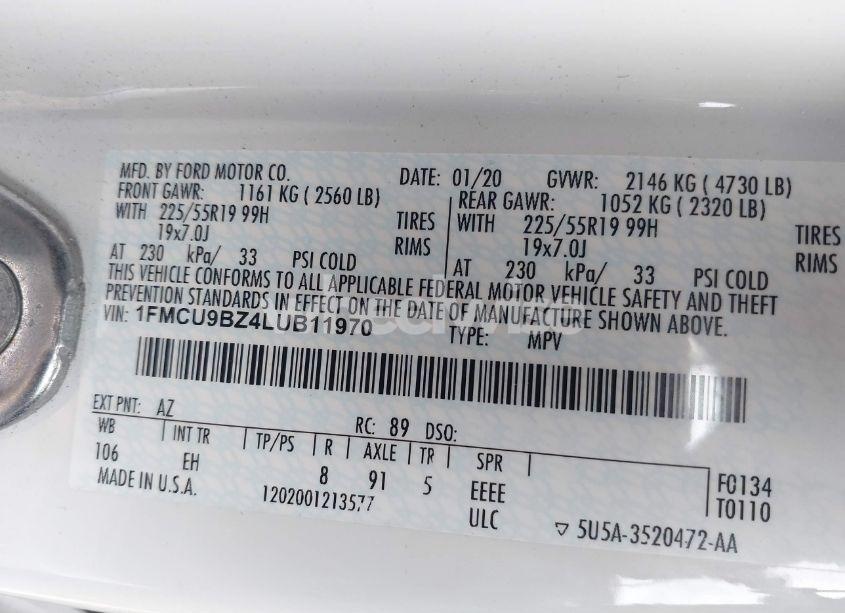 MFD. BY FORD MOTOR CO. DATE: 01/20 GVWR: 2146 KG ( 4730 LB)
FRONT GAWR: 1161 KG ( 2560 LB) REAR GAWR: 1052 KG ( 2320 LB)
WITH 225/55R19 99H TIRES WITH 225/55R19 99H TIRES
19x7.0J RIMS 19x7.0J RIMS
AT 230 kPa/ 33 PSI COLD AT 230 kPa/ 33 PSI COLD
THIS VEHICLE CONFORMS TO ALL APPLICABLE FEDERAL MOTOR VEHICLE SAFETY AND THEFT
PREVENTION STANDARDS IN EFFECT ON THE DATE OF MANUFACTURE SHOWN ABOVE.
VIN: 1FMCU9BZ4LUB11970 TYPE: MPV
EXT PNT: AZ RC: 89 DSO:
WB INT TR TP/PS R AXLE TR SPR
106 EH 8 91 5 EEEE F0134
MADE IN U.S.A. 1202001213577 ULC T0110
5U5A-3520472-AA